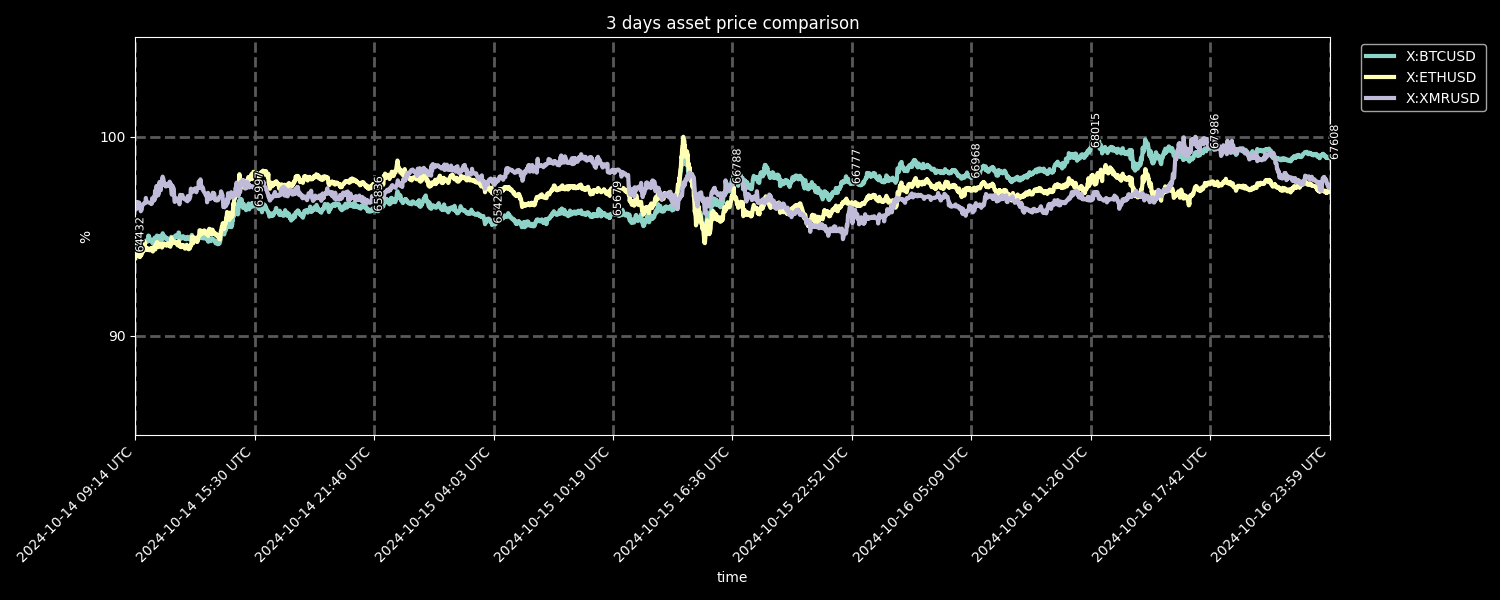 3 days asset price comparison
X:BTCUSD
X:ETHUSD
X:XMRUSD
100
90
%
64432
65997
65836
65423
65679
66788
66777
66968
68015
67986
67608
2024-10-14 09:14 UTC
2024-10-14 15:30 UTC
2024-10-14 21:46 UTC
2024-10-15 04:03 UTC
2024-10-15 10:19 UTC
2024-10-15 16:36 UTC
2024-10-15 22:52 UTC
2024-10-16 05:09 UTC
2024-10-16 11:26 UTC
2024-10-16 17:42 UTC
2024-10-16 23:59 UTC
time